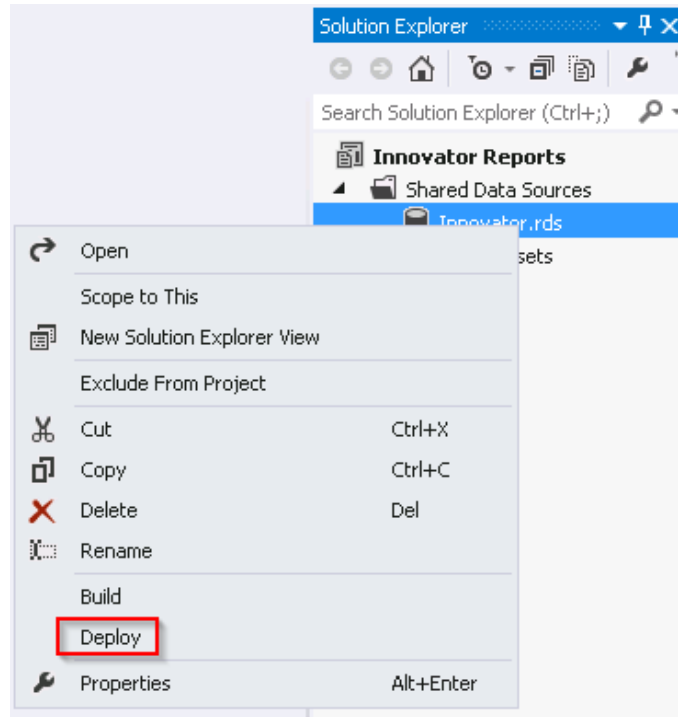 Solution Explorer
Search Solution Explorer (Ctrl+;)
Innovator Reports
Shared Data Sources
Innovator.rds
sets
Open
Scope to This
New Solution Explorer View
Exclude From Project
Cut Ctrl+X
Copy Ctrl+C
Delete Del
Rename
Build
Deploy
Properties Alt+Enter